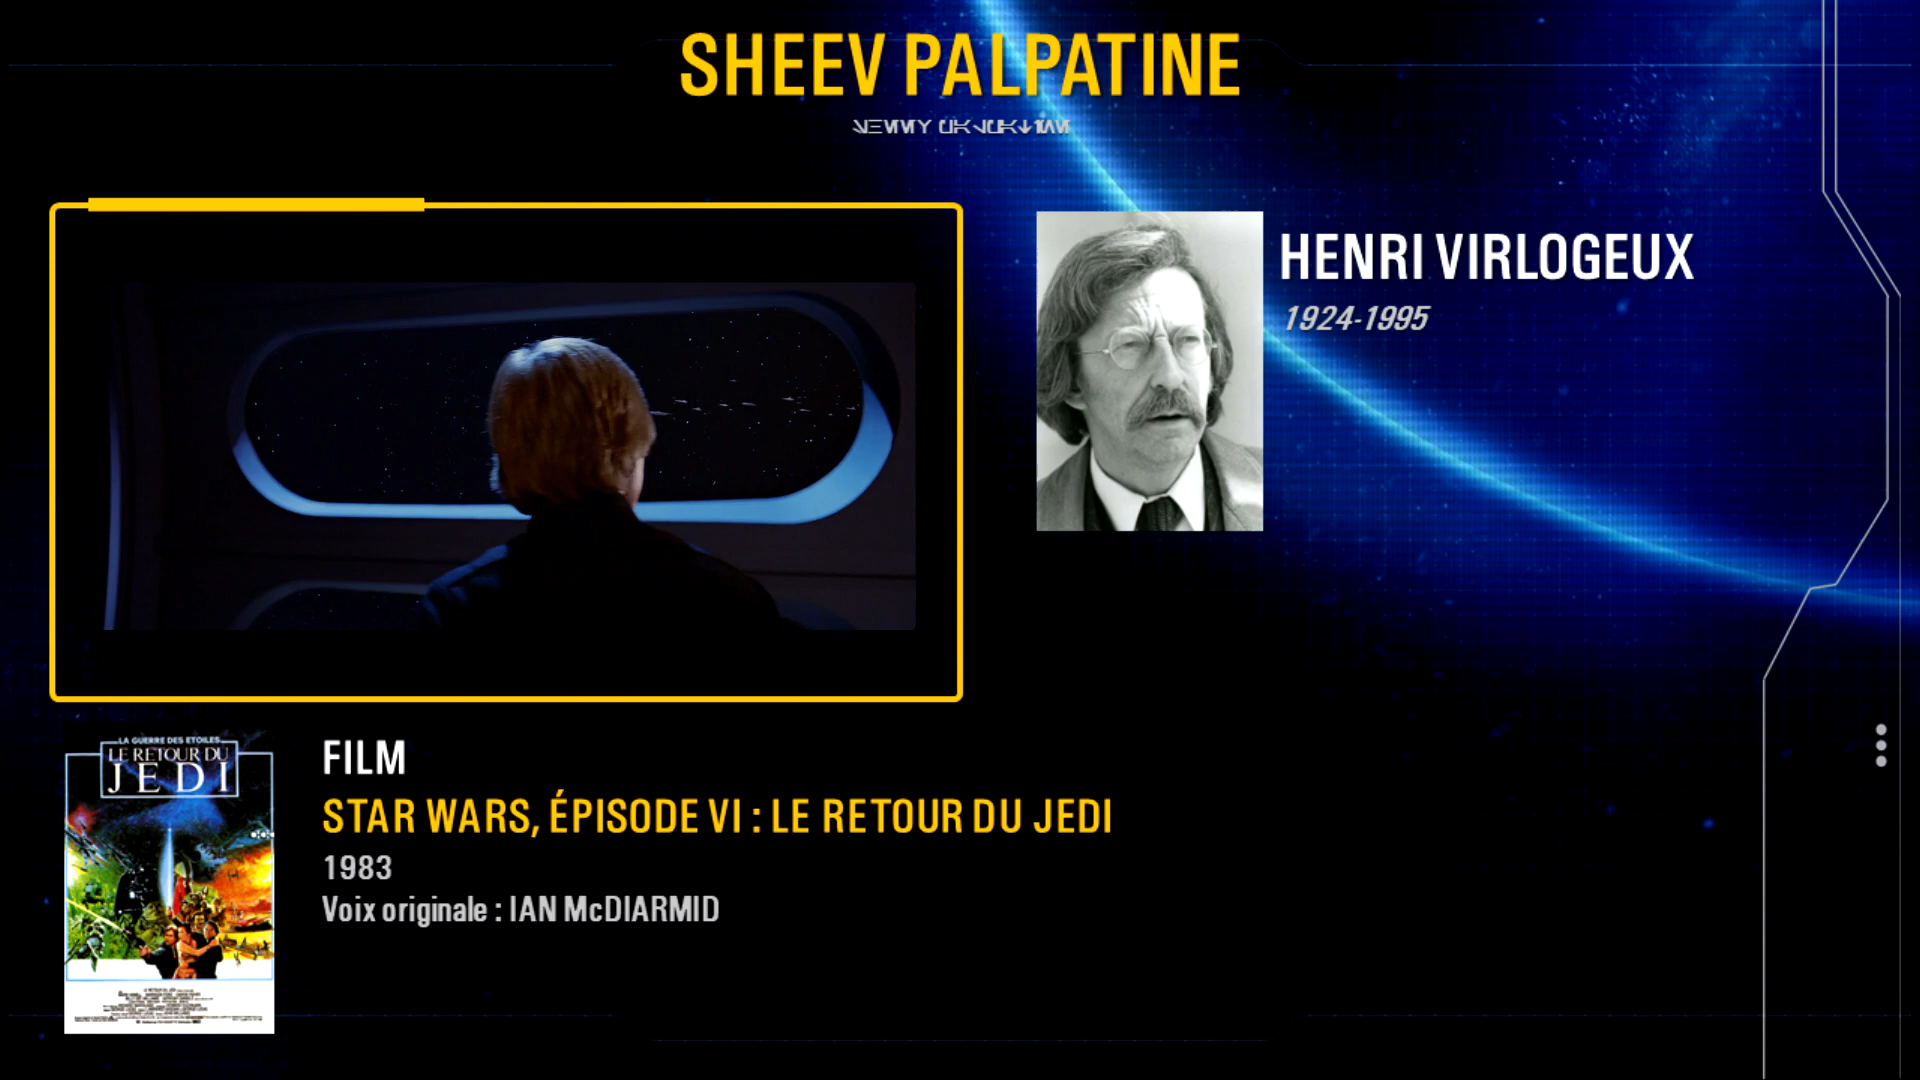 SHEEV PALPATINE
HENRI VIRLOGEUX
1924-1995
LA GUERRE DES ETOILES
LE RETOUR DU
JEDI
FILM
STAR WARS, ÉPISODE VI : LE RETOUR DU JEDI
1983
Voix originale : IAN McDIARMID